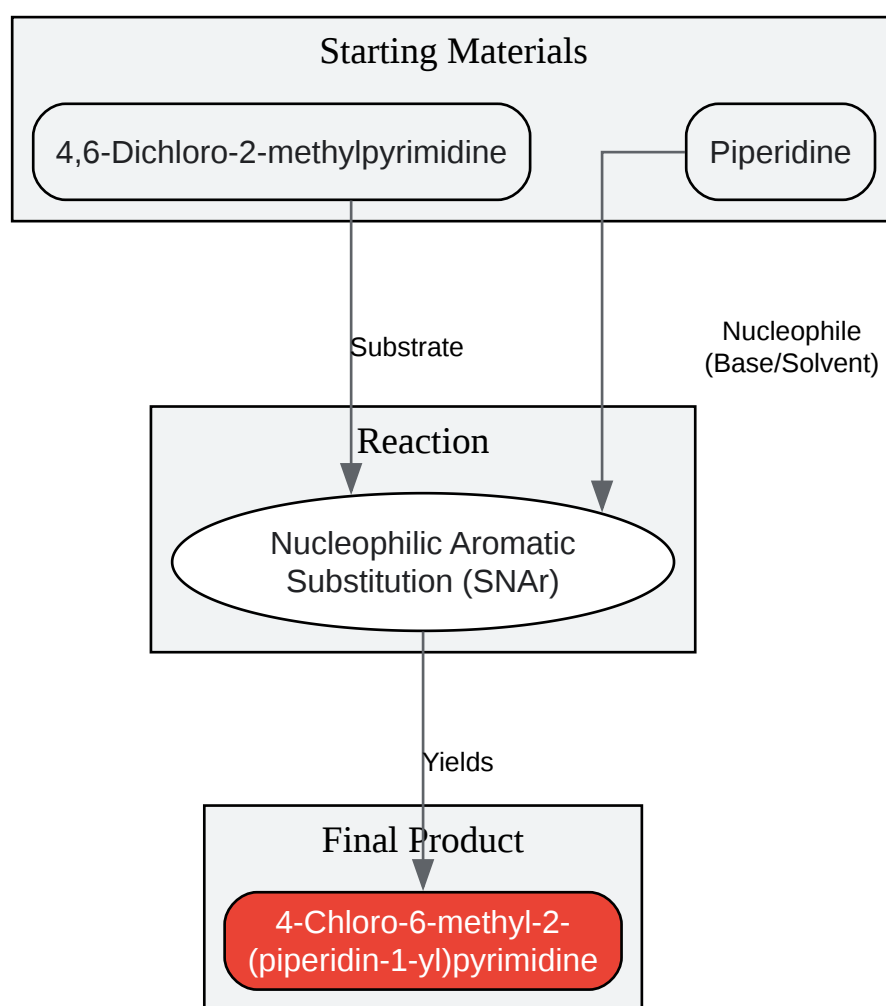 Starting Materials
4,6-Dichloro-2-methylpyrimidine
Piperidine
Substrate
Nucleophile
(Base/Solvent)
Reaction
Nucleophilic Aromatic
Substitution (SNAr)
Yields
Final Product
4-Chloro-6-methyl-2-
(piperidin-1-yl)pyrimidine